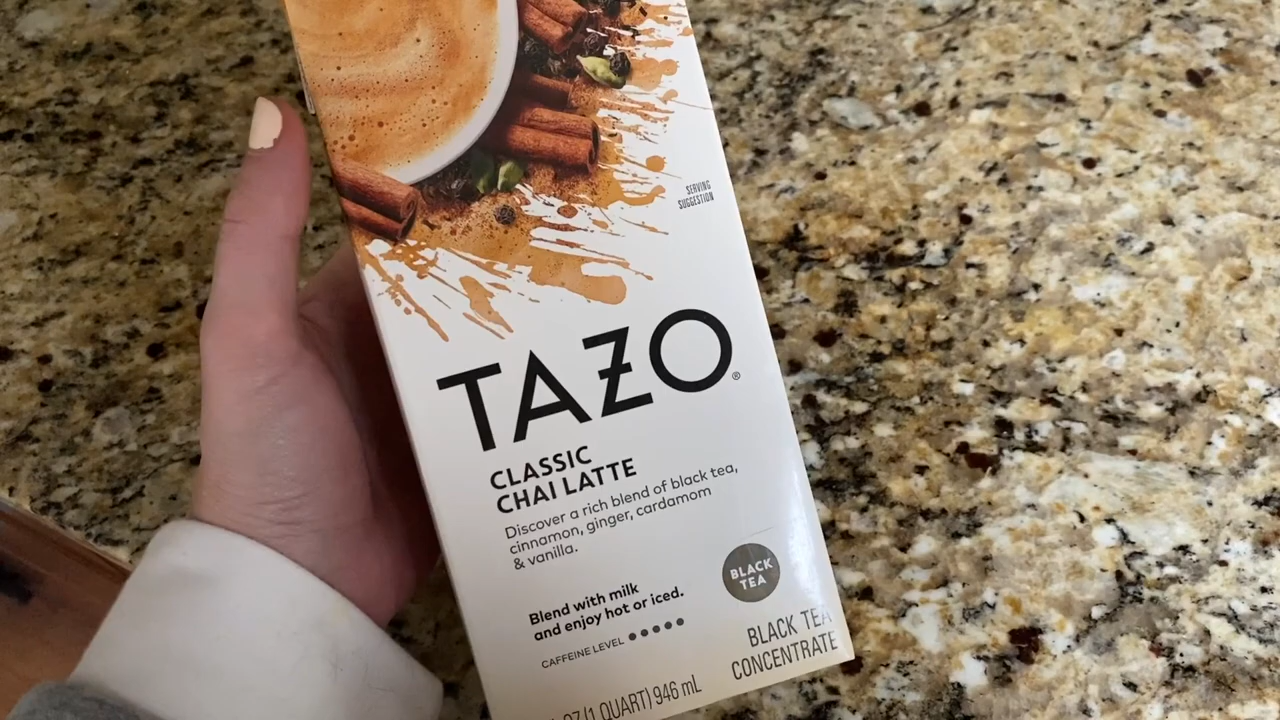 SERVING
SUGGESTION
TAZO®
CLASSIC
CHAI LATTE
Discover a rich blend of black tea,
cinnamon, ginger, cardamom
& vanilla.
Blend with milk
and enjoy hot or iced.
CAFFEINE LEVEL
BLACK
TEA
BLACK TEA
CONCENTRATE
(1 QUART) 946 mL